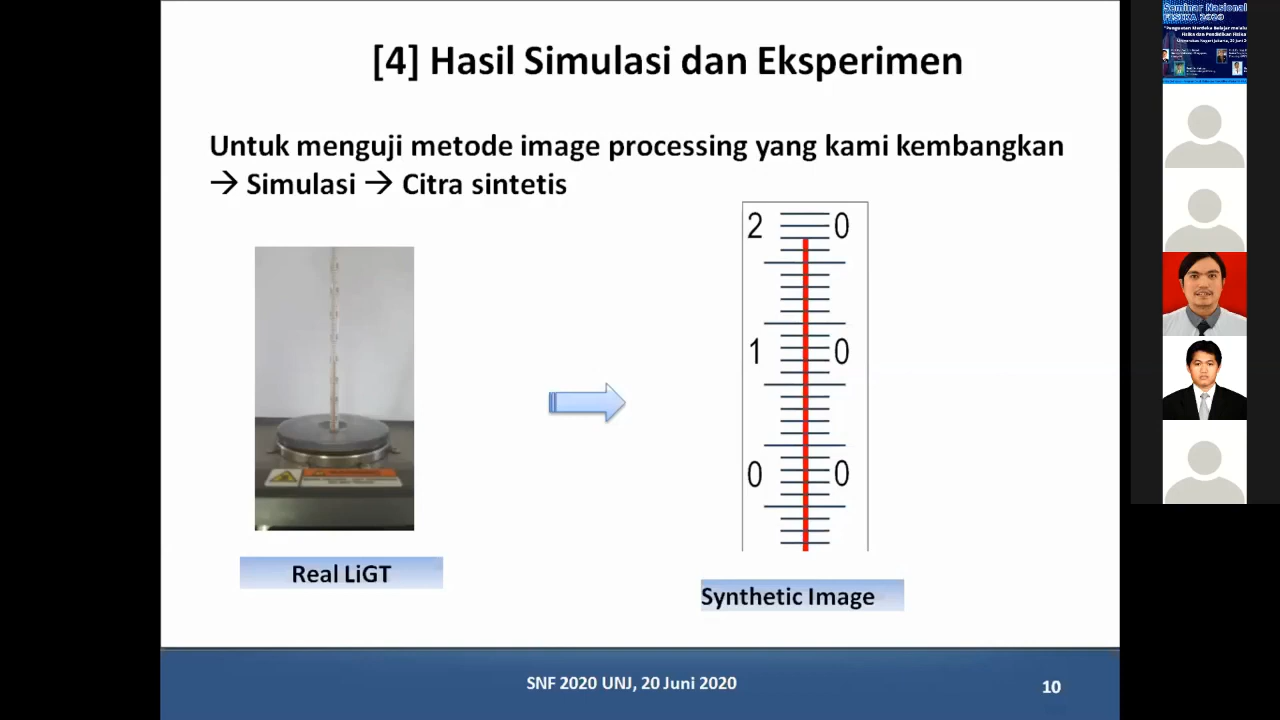 [4] Hasil Simulasi dan Eksperimen
Untuk menguji metode image processing yang kami kembangkan
→ Simulasi → Citra sintetis
2 0
1 0
0 0
Real LiGT
Synthetic Image
SNF 2020 UNJ, 20 Juni 2020
10
Seminar Nasional
FISIKA 2020